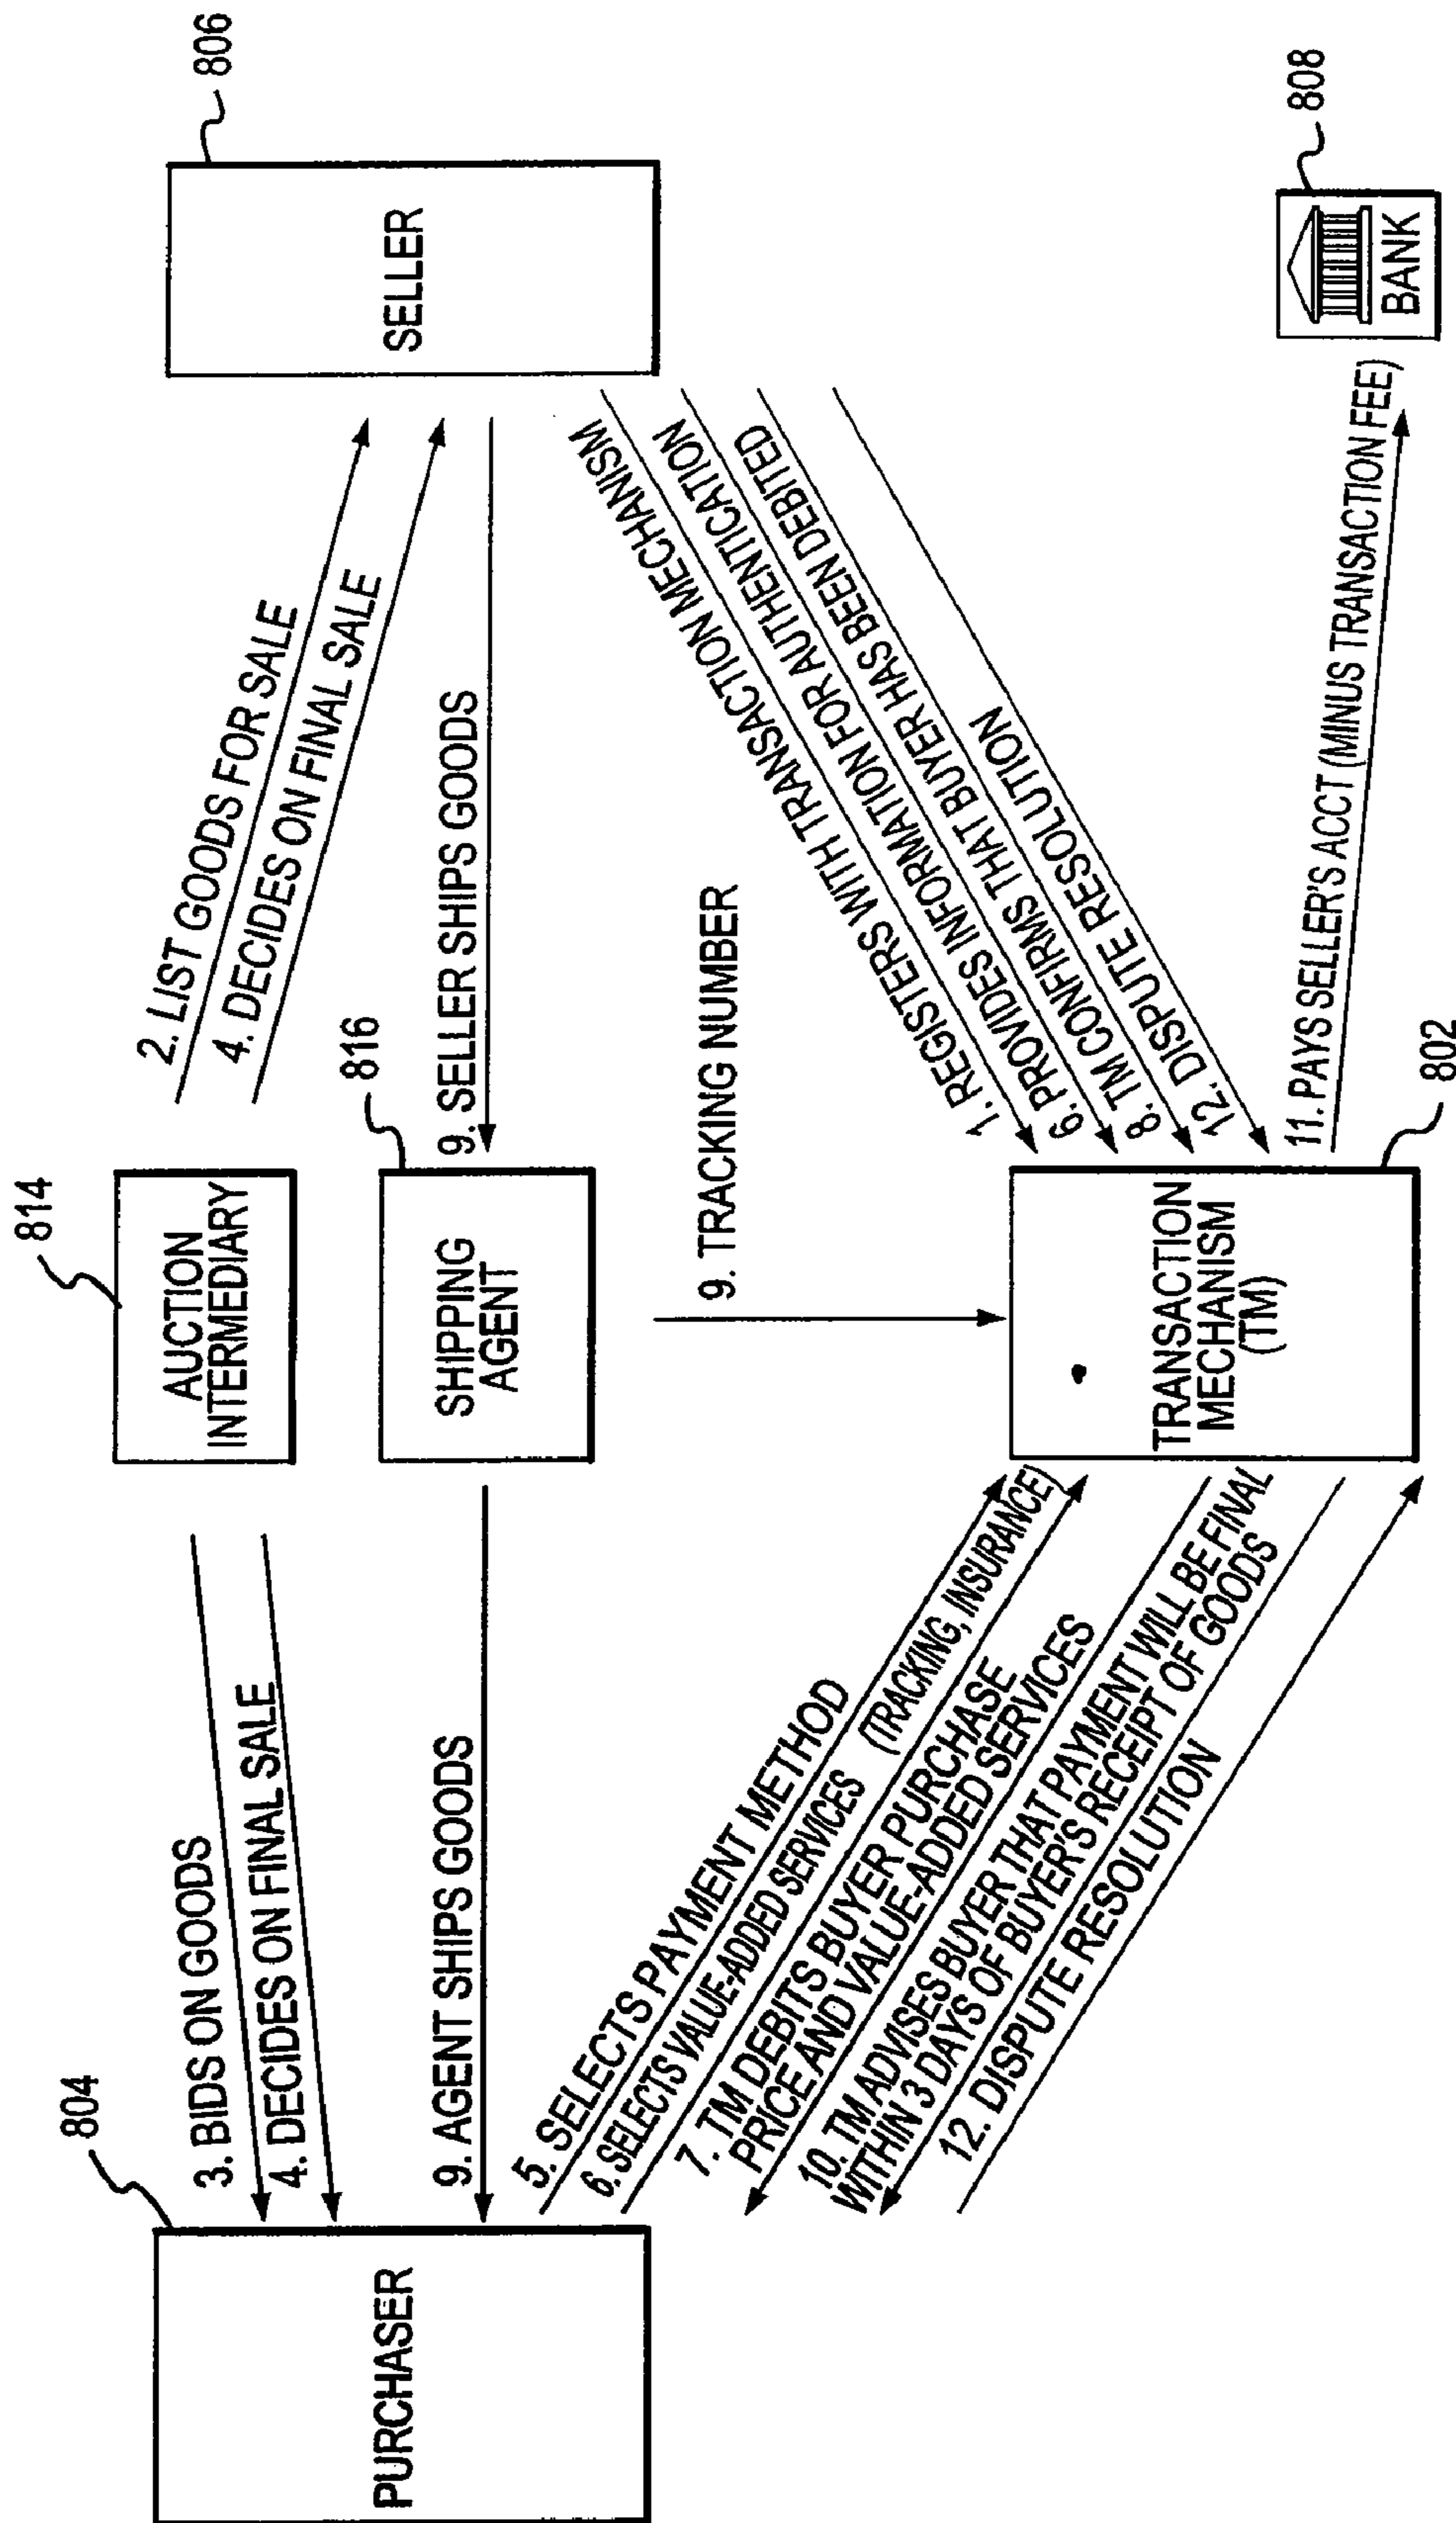 804
PURCHASER
3. BIDS ON GOODS
4. DECIDES ON FINAL SALE
9. AGENT SHIPS GOODS
814
AUCTION
INTERMEDIARY
816
SHIPPING
AGENT
2. LIST GOODS FOR SALE
4. DECIDES ON FINAL SALE
9. SELLER SHIPS GOODS
806
SELLER
9. TRACKING NUMBER
5. SELECTS PAYMENT METHOD
6. SELECTS VALUE-ADDED SERVICES (TRACKING, INSURANCE)
7. TM DEBITS BUYER PURCHASE
PRICE AND VALUE-ADDED SERVICES
10. TM ADVISES BUYER THAT PAYMENT WILL BE FINAL
WITHIN 3 DAYS OF BUYER'S RECEIPT OF GOODS
12. DISPUTE RESOLUTION
1. REGISTERS WITH TRANSACTION MECHANISM
6. PROVIDES INFORMATION FOR AUTHENTICATION
8. TM CONFIRMS THAT BUYER HAS BEEN DEBITED
12. DISPUTE RESOLUTION
TRANSACTION
MECHANISM
(TM)
802
11. PAYS SELLER'S ACCT (MINUS TRANSACTION FEE)
808
BANK